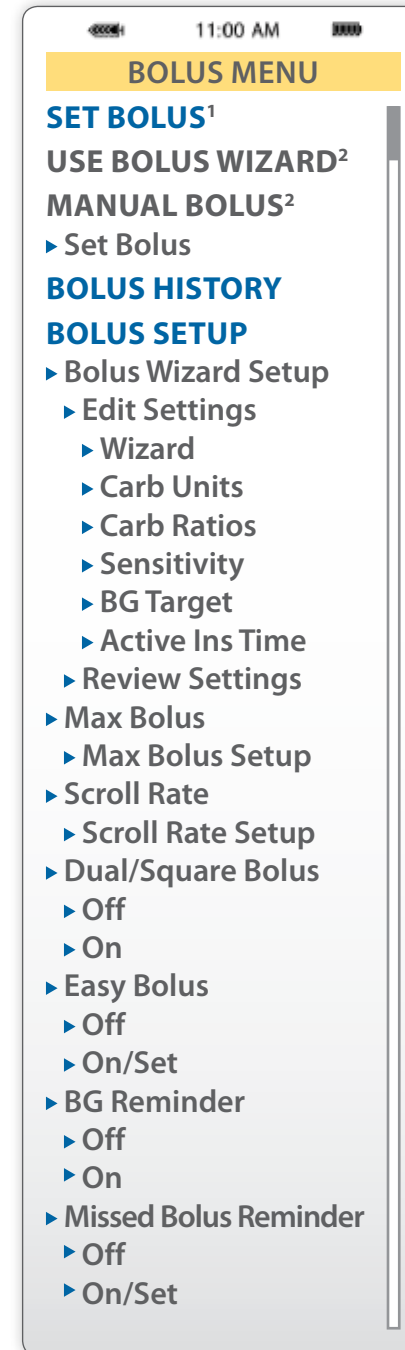 11:00 AM
BOLUS MENU
SET BOLUS¹
USE BOLUS WIZARD²
MANUAL BOLUS²
Set Bolus
BOLUS HISTORY
BOLUS SETUP
Bolus Wizard Setup
Edit Settings
Wizard
Carb Units
Carb Ratios
Sensitivity
BG Target
Active Ins Time
Review Settings
Max Bolus
Max Bolus Setup
Scroll Rate
Scroll Rate Setup
Dual/Square Bolus
Off
On
Easy Bolus
Off
On/Set
BG Reminder
Off
On
Missed Bolus Reminder
Off
On/Set